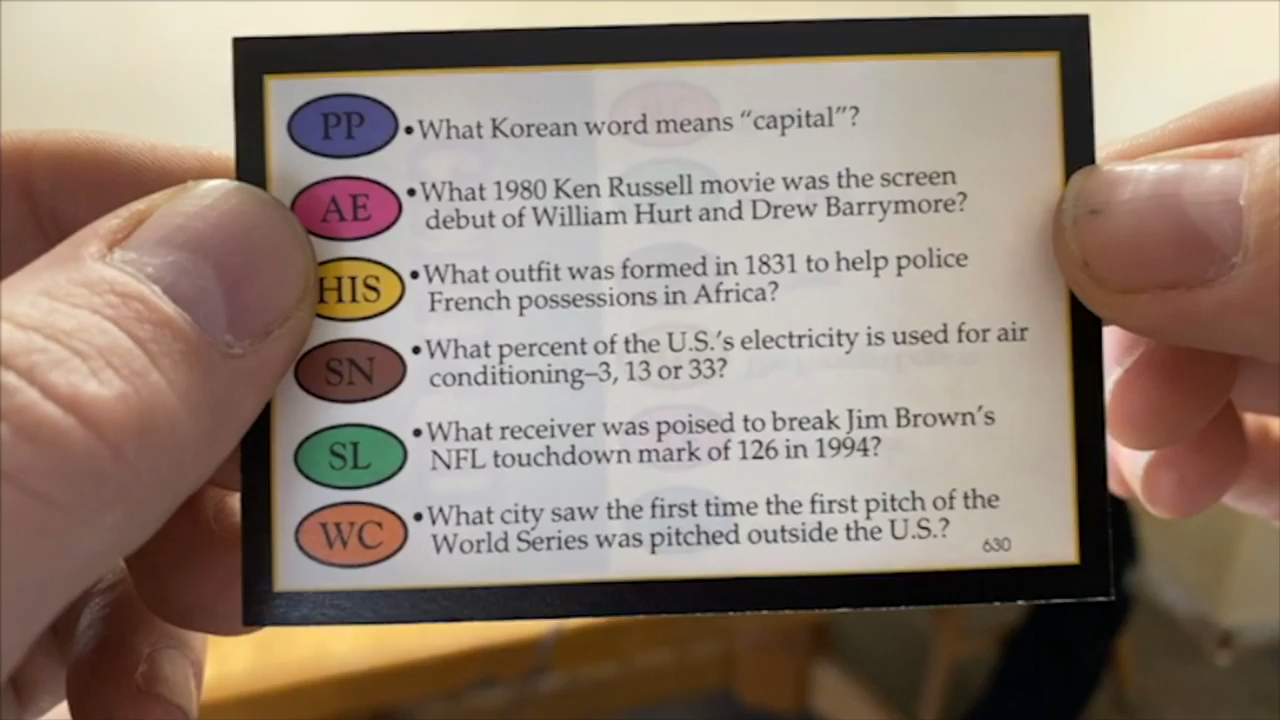 PP •What Korean word means "capital"?
AE •What 1980 Ken Russell movie was the screen
debut of William Hurt and Drew Barrymore?
HIS •What outfit was formed in 1831 to help police
French possessions in Africa?
SN •What percent of the U.S.'s electricity is used for air
conditioning–3, 13 or 33?
SL •What receiver was poised to break Jim Brown's
NFL touchdown mark of 126 in 1994?
WC •What city saw the first time the first pitch of the
World Series was pitched outside the U.S.?
630